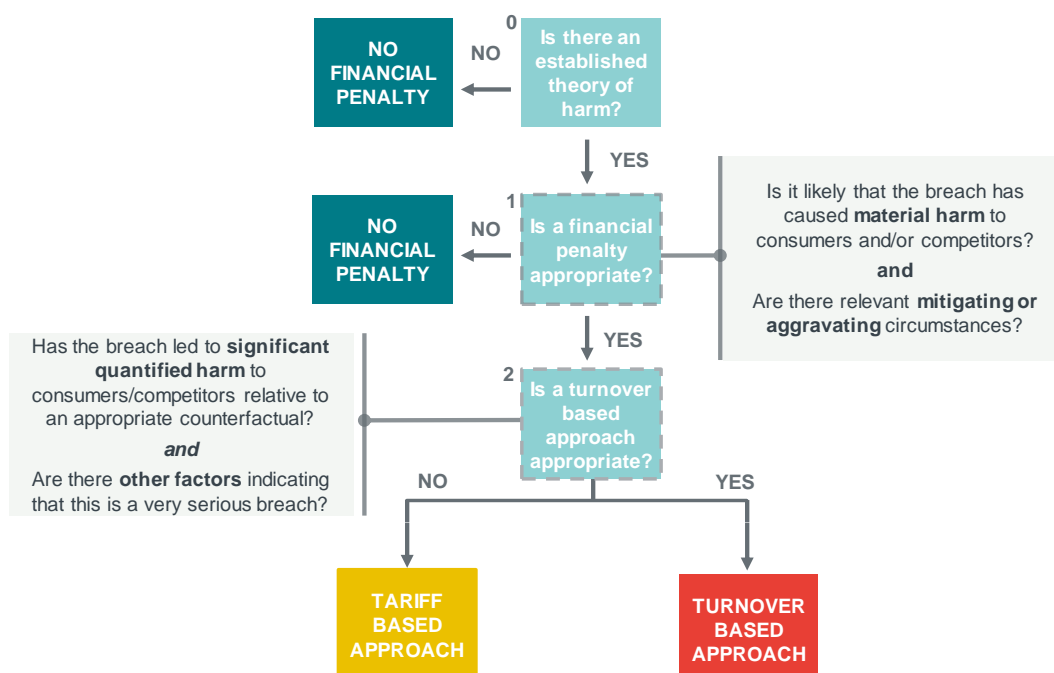 0
Is there an
established
theory of
harm?
NO
NO
FINANCIAL
PENALTY
YES
1
Is a financial
penalty
appropriate?
NO
NO
FINANCIAL
PENALTY
Is it likely that the breach has
caused material harm to
consumers and/or competitors?
and
Are there relevant mitigating or
aggravating circumstances?
YES
2
Is a turnover
based
approach
appropriate?
Has the breach led to significant
quantified harm to
consumers/competitors relative to
an appropriate counterfactual?
and
Are there other factors indicating
that this is a very serious breach?
NO
YES
TARIFF
BASED
APPROACH
TURNOVER
BASED
APPROACH